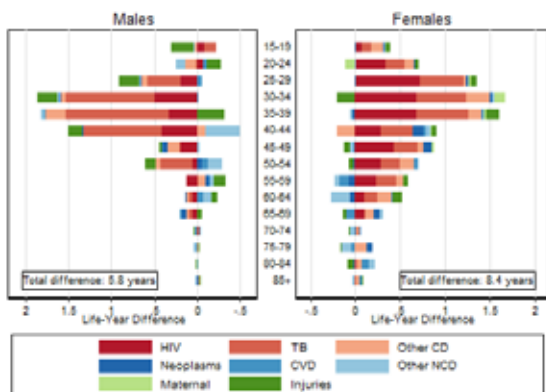 Males Females
15-19
20-24
25-29
30-34
35-39
40-44
45-49
50-54
55-59
60-64
65-69
70-74
75-79
80-84
85+
Total difference: 5.8 years Total difference: 8.4 years
2 1.5 1 .5 0 -.5 -.5 0 .5 1 1.5 2
Life-Year Difference Life-Year Difference
HIV TB Other CD
Neoplasms CVD Other NCD
Maternal Injuries